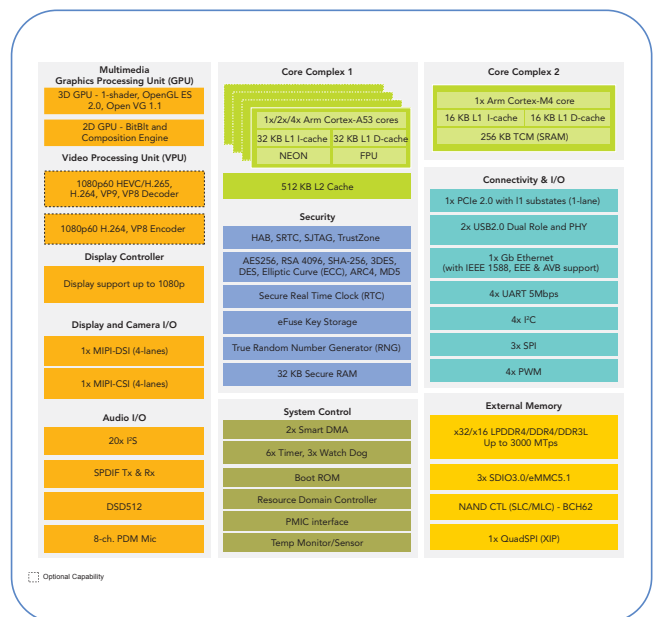 Multimedia
Graphics Processing Unit (GPU)
3D GPU - 1-shader, OpenGL ES
2.0, Open VG 1.1
2D GPU - BitBlt and
Composition Engine
Video Processing Unit (VPU)
1080p60 HEVC/H.265,
H.264, VP9, VP8 Decoder
1080p60 H.264, VP8 Encoder
Display Controller
Display support up to 1080p
Display and Camera I/O
1x MIPI-DSI (4-lanes)
1x MIPI-CSI (4-lanes)
Audio I/O
20x I²S
SPDIF Tx & Rx
DSD512
8-ch. PDM Mic
Core Complex 1
1x/2x/4x Arm Cortex-A53 cores
32 KB L1 I-cache
32 KB L1 D-cache
NEON
FPU
512 KB L2 Cache
Security
HAB, SRTC, SJTAG, TrustZone
AES256, RSA 4096, SHA-256, 3DES,
DES, Elliptic Curve (ECC), ARC4, MD5
Secure Real Time Clock (RTC)
eFuse Key Storage
True Random Number Generator (RNG)
32 KB Secure RAM
System Control
2x Smart DMA
6x Timer, 3x Watch Dog
Boot ROM
Resource Domain Controller
PMIC interface
Temp Monitor/Sensor
Core Complex 2
1x Arm Cortex-M4 core
16 KB L1 I-cache
16 KB L1 D-cache
256 KB TCM (SRAM)
Connectivity & I/O
1x PCIe 2.0 with l1 substates (1-lane)
2x USB2.0 Dual Role and PHY
1x Gb Ethernet
(with IEEE 1588, EEE & AVB support)
4x UART 5Mbps
4x I²C
3x SPI
4x PWM
External Memory
x32/x16 LPDDR4/DDR4/DDR3L
Up to 3000 MTps
3x SDIO3.0/eMMC5.1
NAND CTL (SLC/MLC) - BCH62
1x QuadSPI (XIP)
Optional Capability